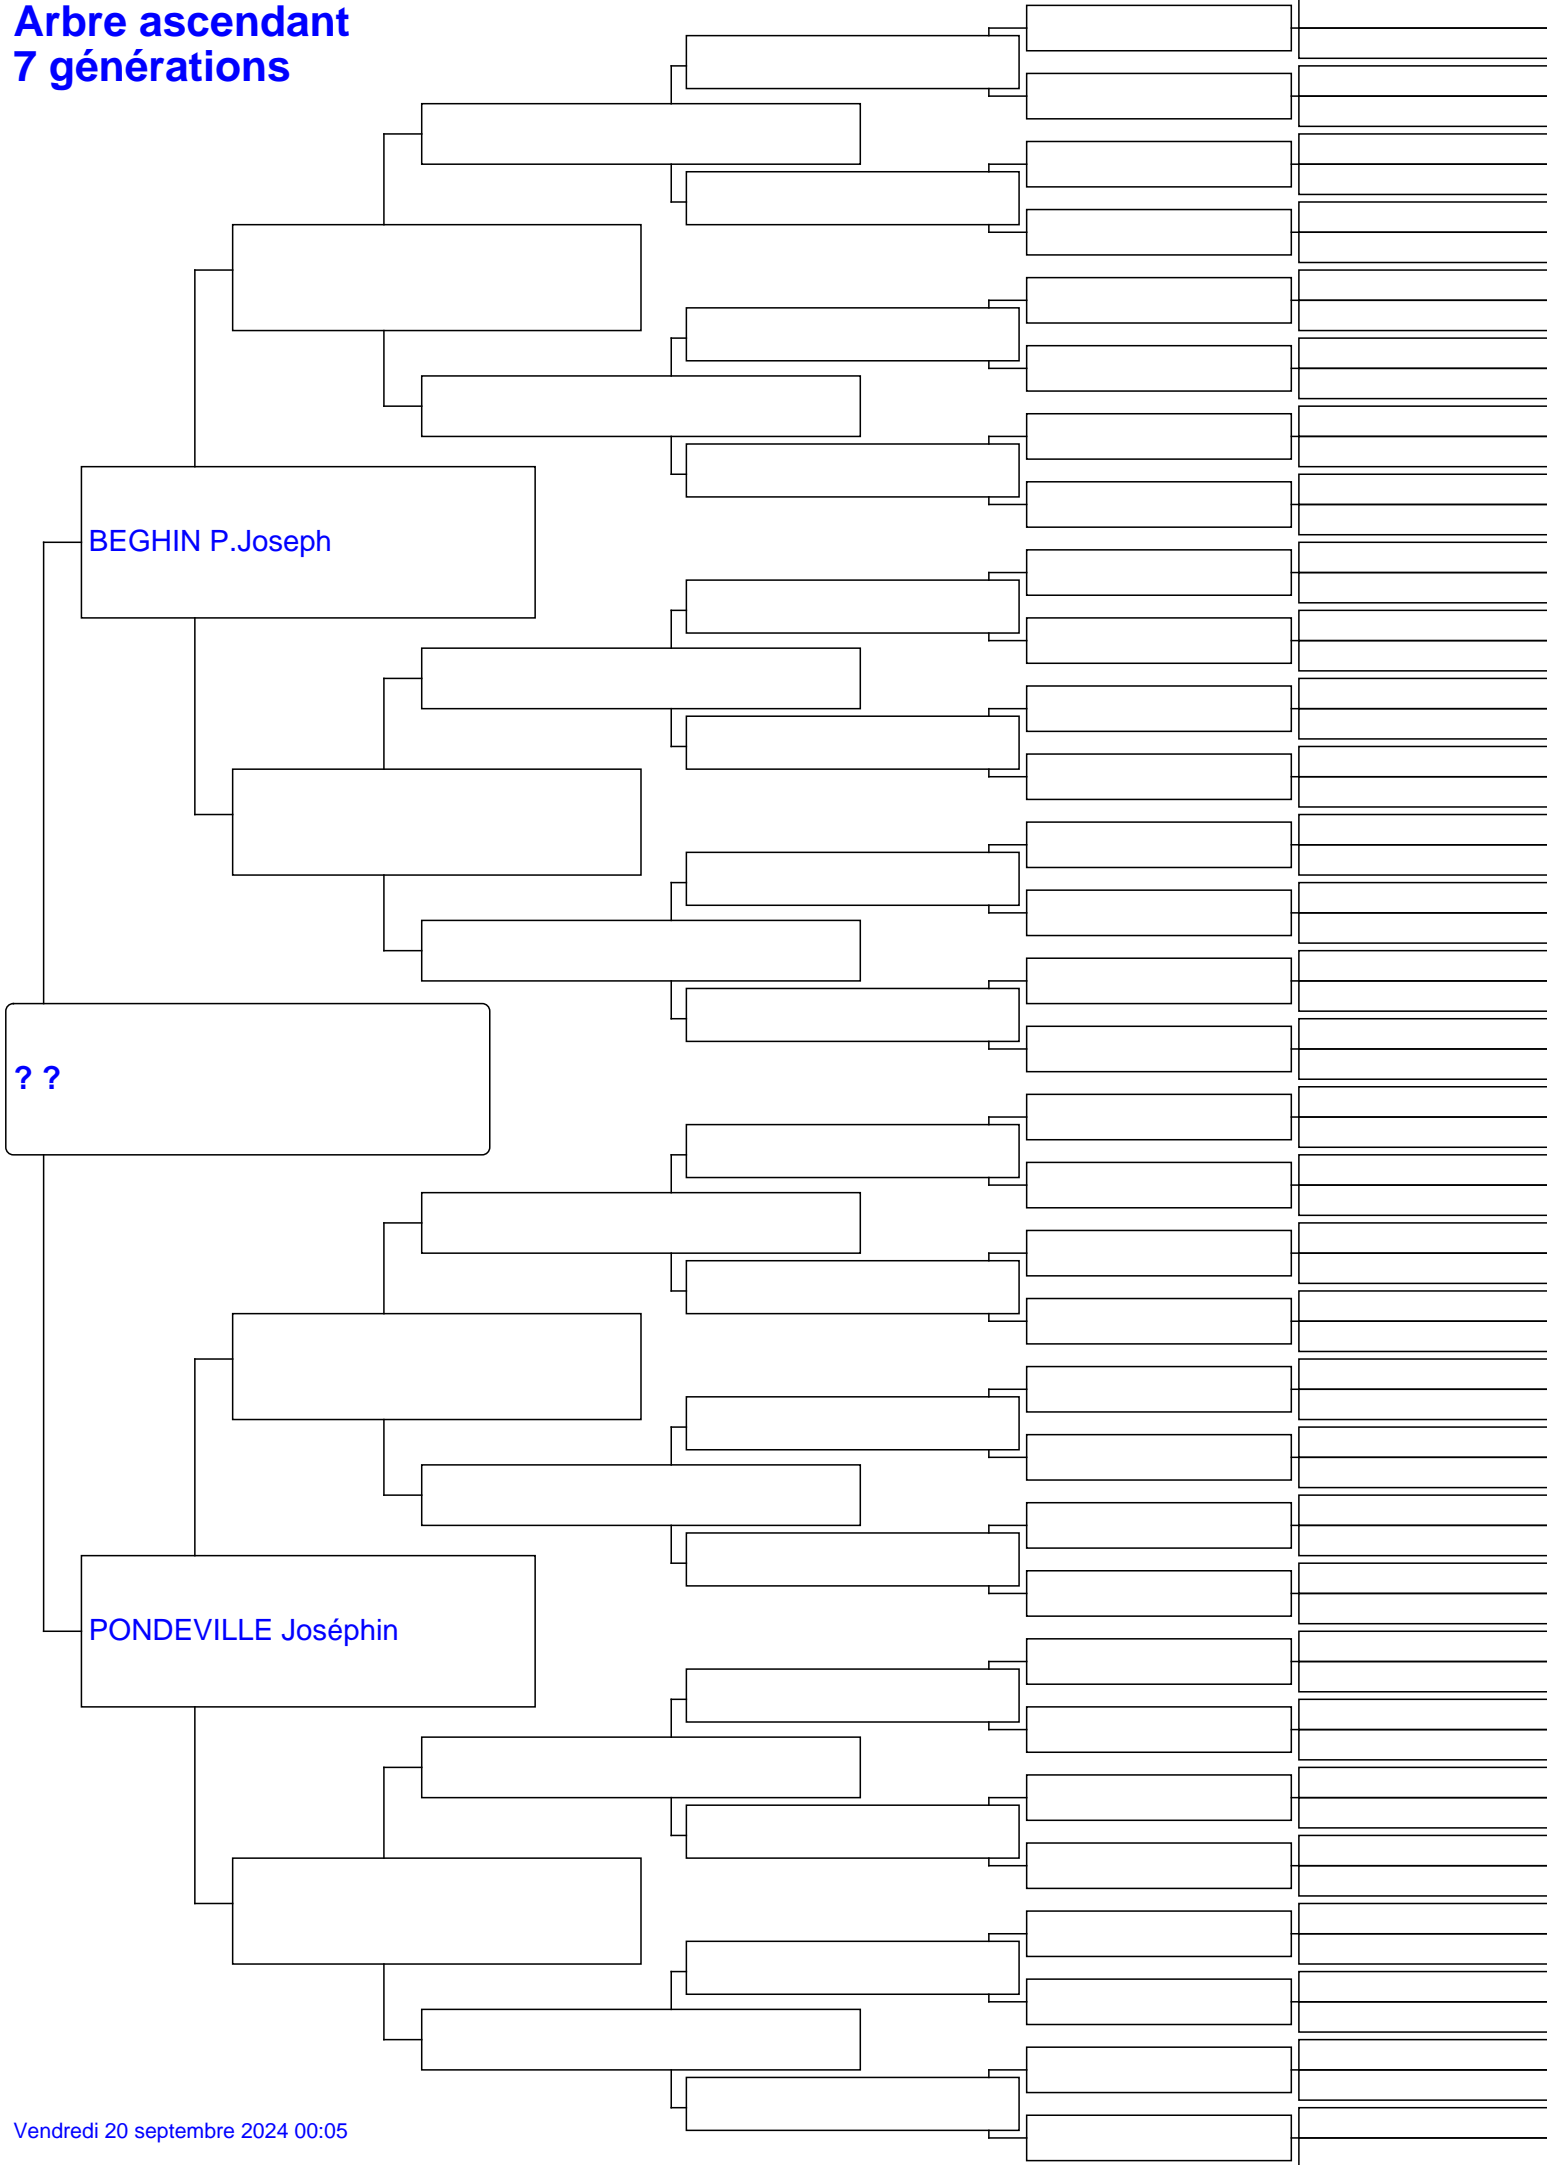 Arbre ascendant
7 générations
BEGHIN P.Joseph
? ?
PONDEVILLE Joséphin
Vendredi 20 septembre 2024 00:05